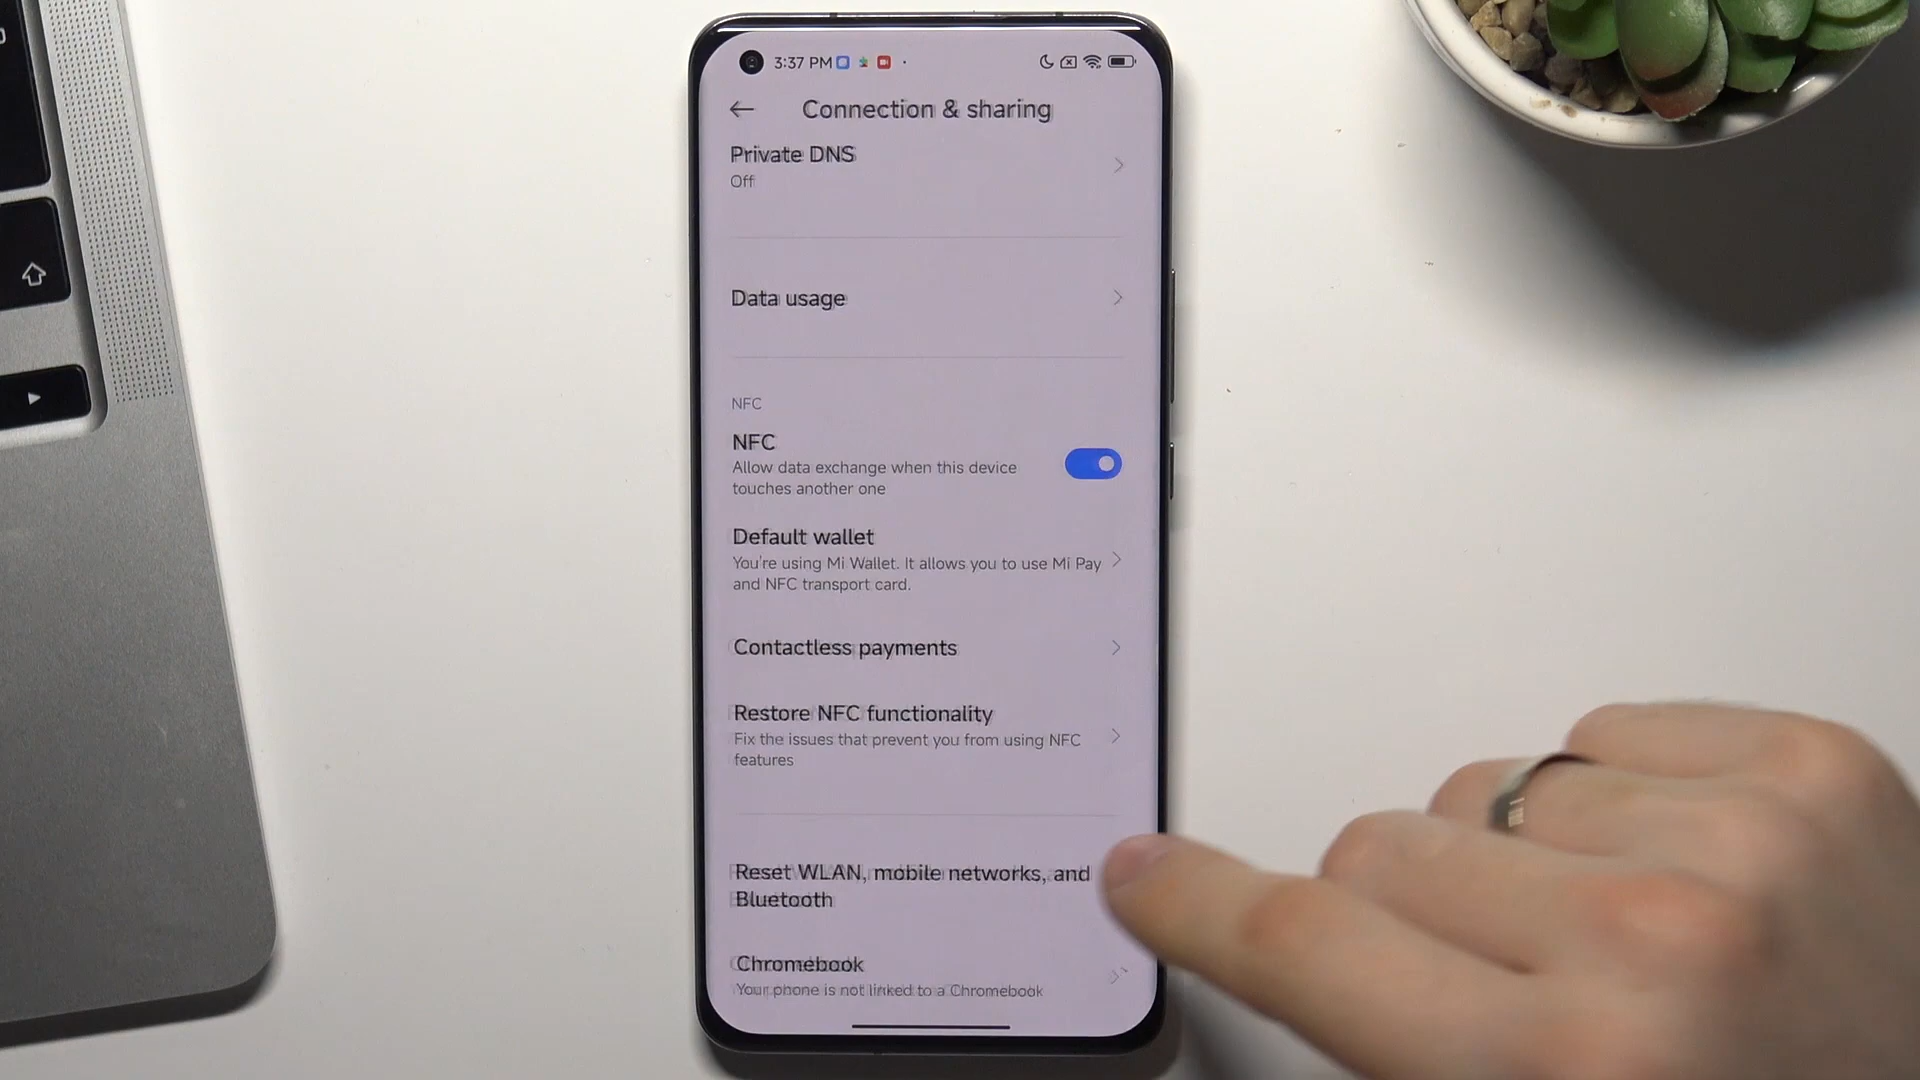 3:37 PM
Connection & sharing
Private DNS
Off
Data usage
NFC
NFC
Allow data exchange when this device
touches another one
Default wallet
You're using Mi Wallet. It allows you to use Mi Pay
and NFC transport card.
Contactless payments
Restore NFC functionality
Fix the issues that prevent you from using NFC
features
Reset WLAN, mobile networks, and
Bluetooth
Chromebook
Your phone is not linked to a Chromebook